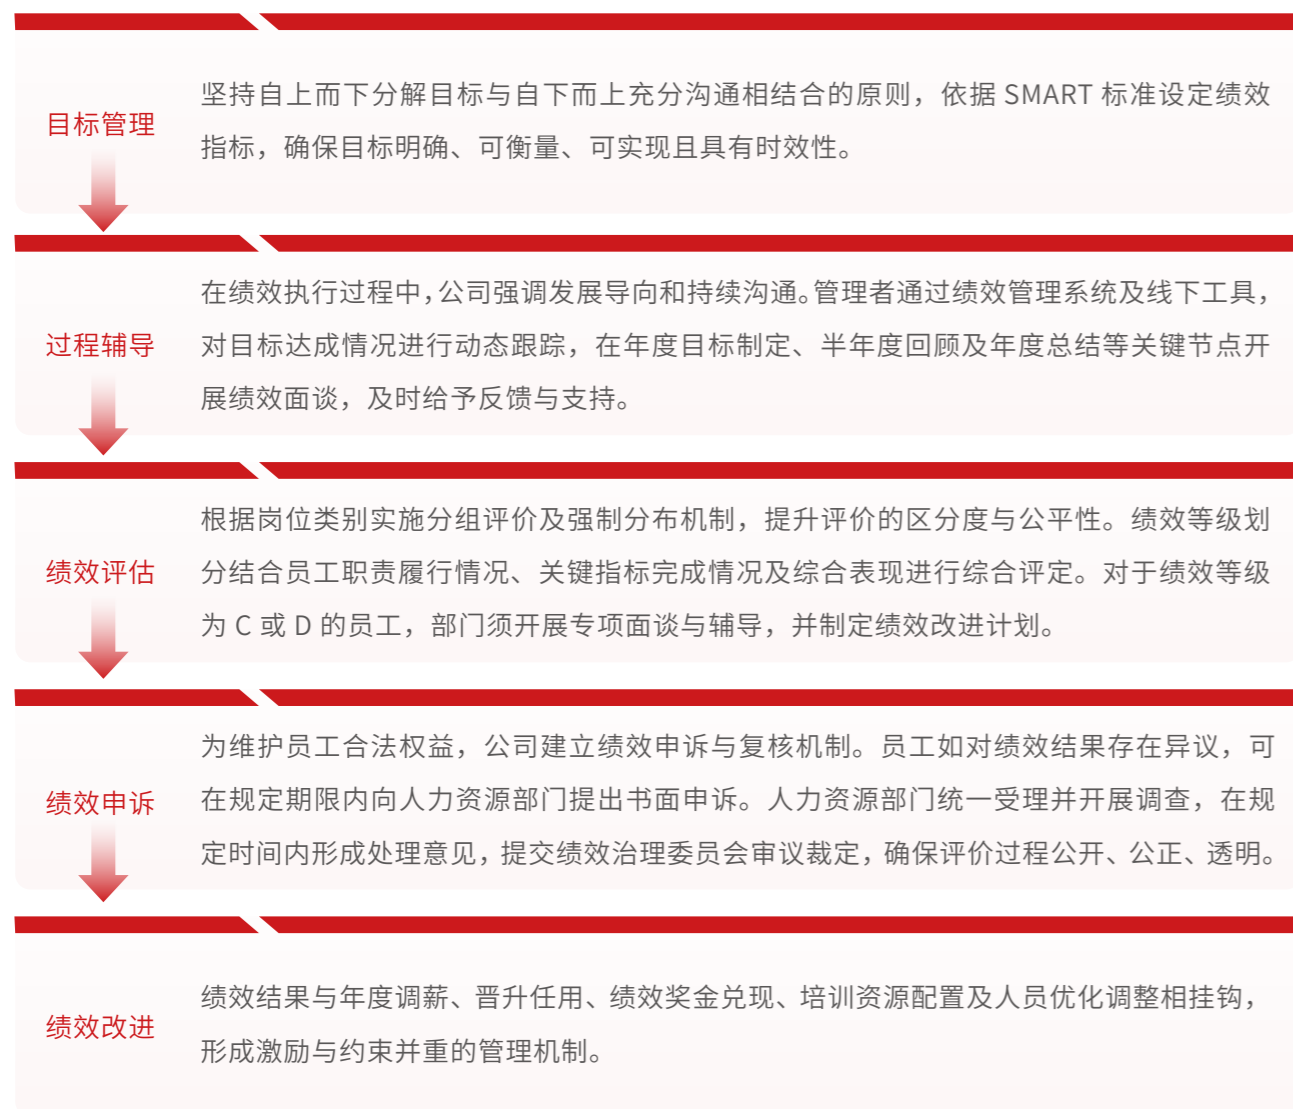 目标管理
坚持自上而下分解目标与自下而上充分沟通相结合的原则，依据 SMART 标准设定绩效
指标，确保目标明确、可衡量、可实现且具有时效性。
过程辅导
在绩效执行过程中，公司强调发展导向和持续沟通。管理者通过绩效管理系统及线下工具，
对目标达成情况进行动态跟踪，在年度目标制定、半年度回顾及年度总结等关键节点开
展绩效面谈，及时给予反馈与支持。
绩效评估
根据岗位类别实施分组评价及强制分布机制，提升评价的区分度与公平性。绩效等级划
分结合员工职责履行情况、关键指标完成情况及综合表现进行综合评定。对于绩效等级
为 C 或 D 的员工，部门须开展专项面谈与辅导，并制定绩效改进计划。
绩效申诉
为维护员工合法权益，公司建立绩效申诉与复核机制。员工如对绩效结果存在异议，可
在规定期限内向人力资源部门提出书面申诉。人力资源部门统一受理并开展调查，在规
定时间内形成处理意见，提交绩效治理委员会审议裁定，确保评价过程公开、公正、透明。
绩效改进
绩效结果与年度调薪、晋升任用、绩效奖金兑现、培训资源配置及人员优化调整相挂钩，
形成激励与约束并重的管理机制。